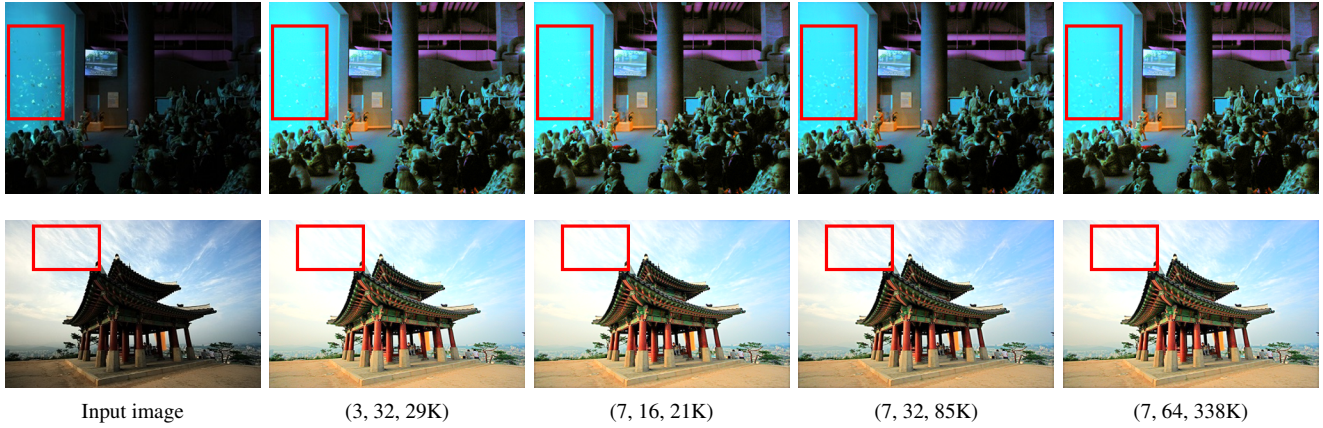 Input image
(3, 32, 29K)
(7, 16, 21K)
(7, 32, 85K)
(7, 64, 338K)